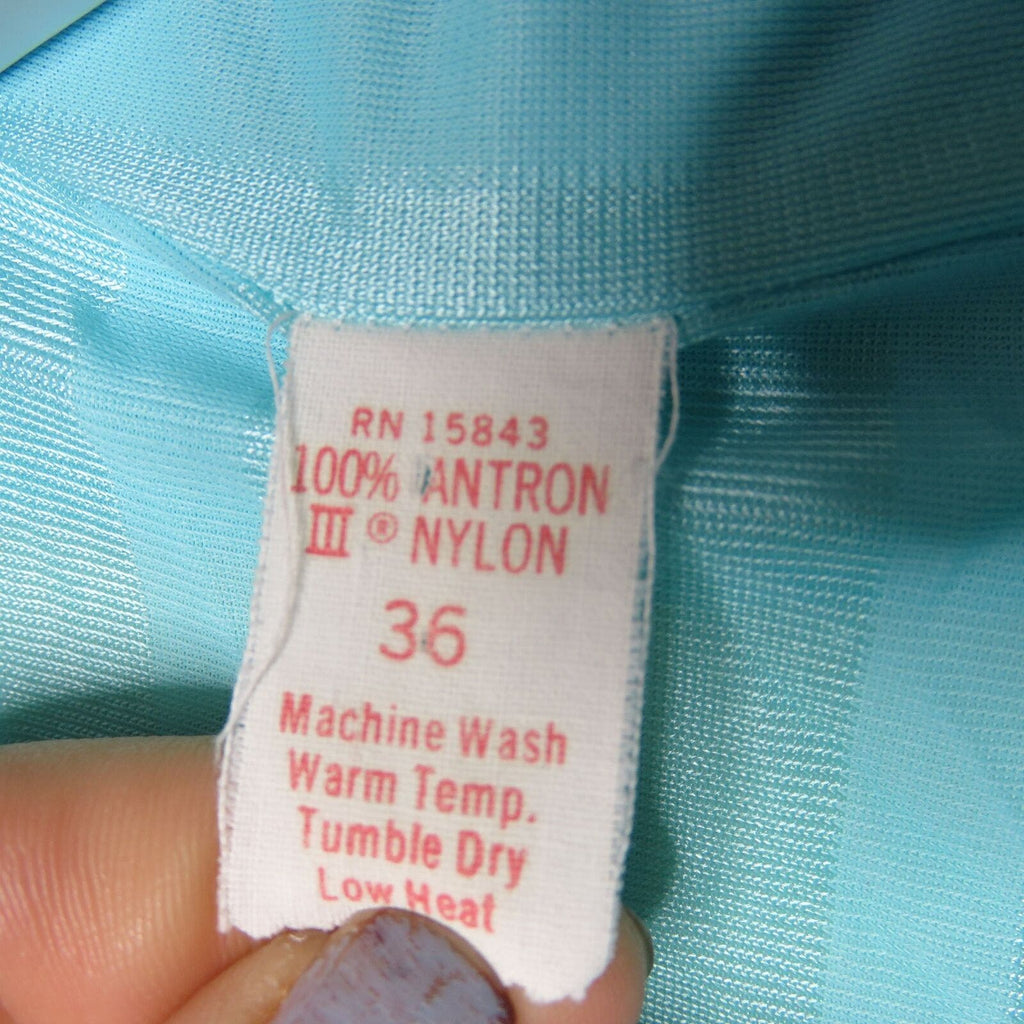 RN 15843
100% ANTRON
III ® NYLON
36
Machine Wash
Warm Temp.
Tumble Dry
Low Heat